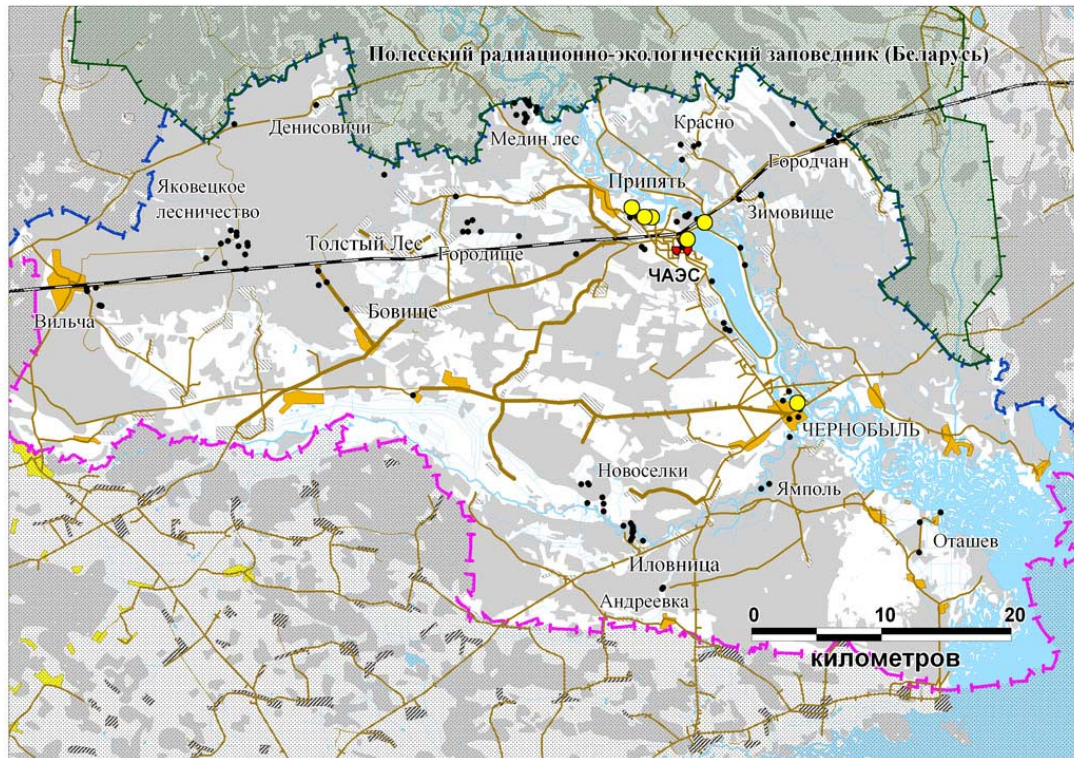 Полесский радиационно-экологический заповедник (Беларусь)
Денисовичи
Медин лес
Красно
Городчан
Яковецкое
лесничество
Припять
Зимовище
Толстый Лес
Городище
ЧАЭС
Вильча
Бовище
ЧЕРНОБЫЛЬ
Новоселки
Ямполь
Оташев
Иловница
Андреевка
0 10 20
километров